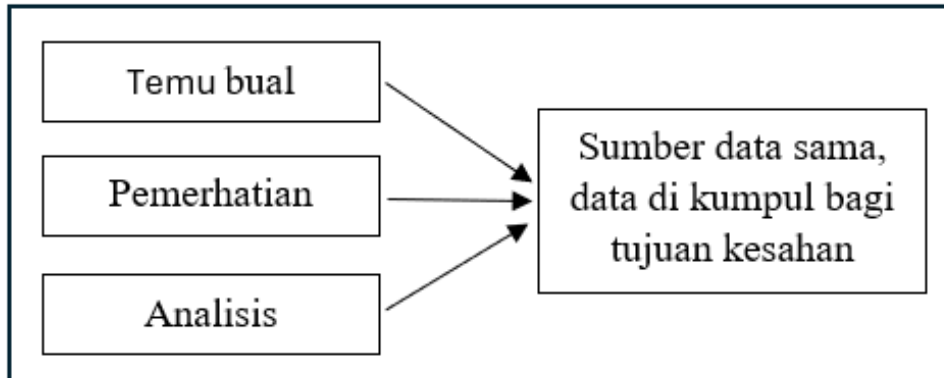 Temu bual
Pemerhatian
Analisis
Sumber data sama,
data di kumpul bagi
tujuan kesahan